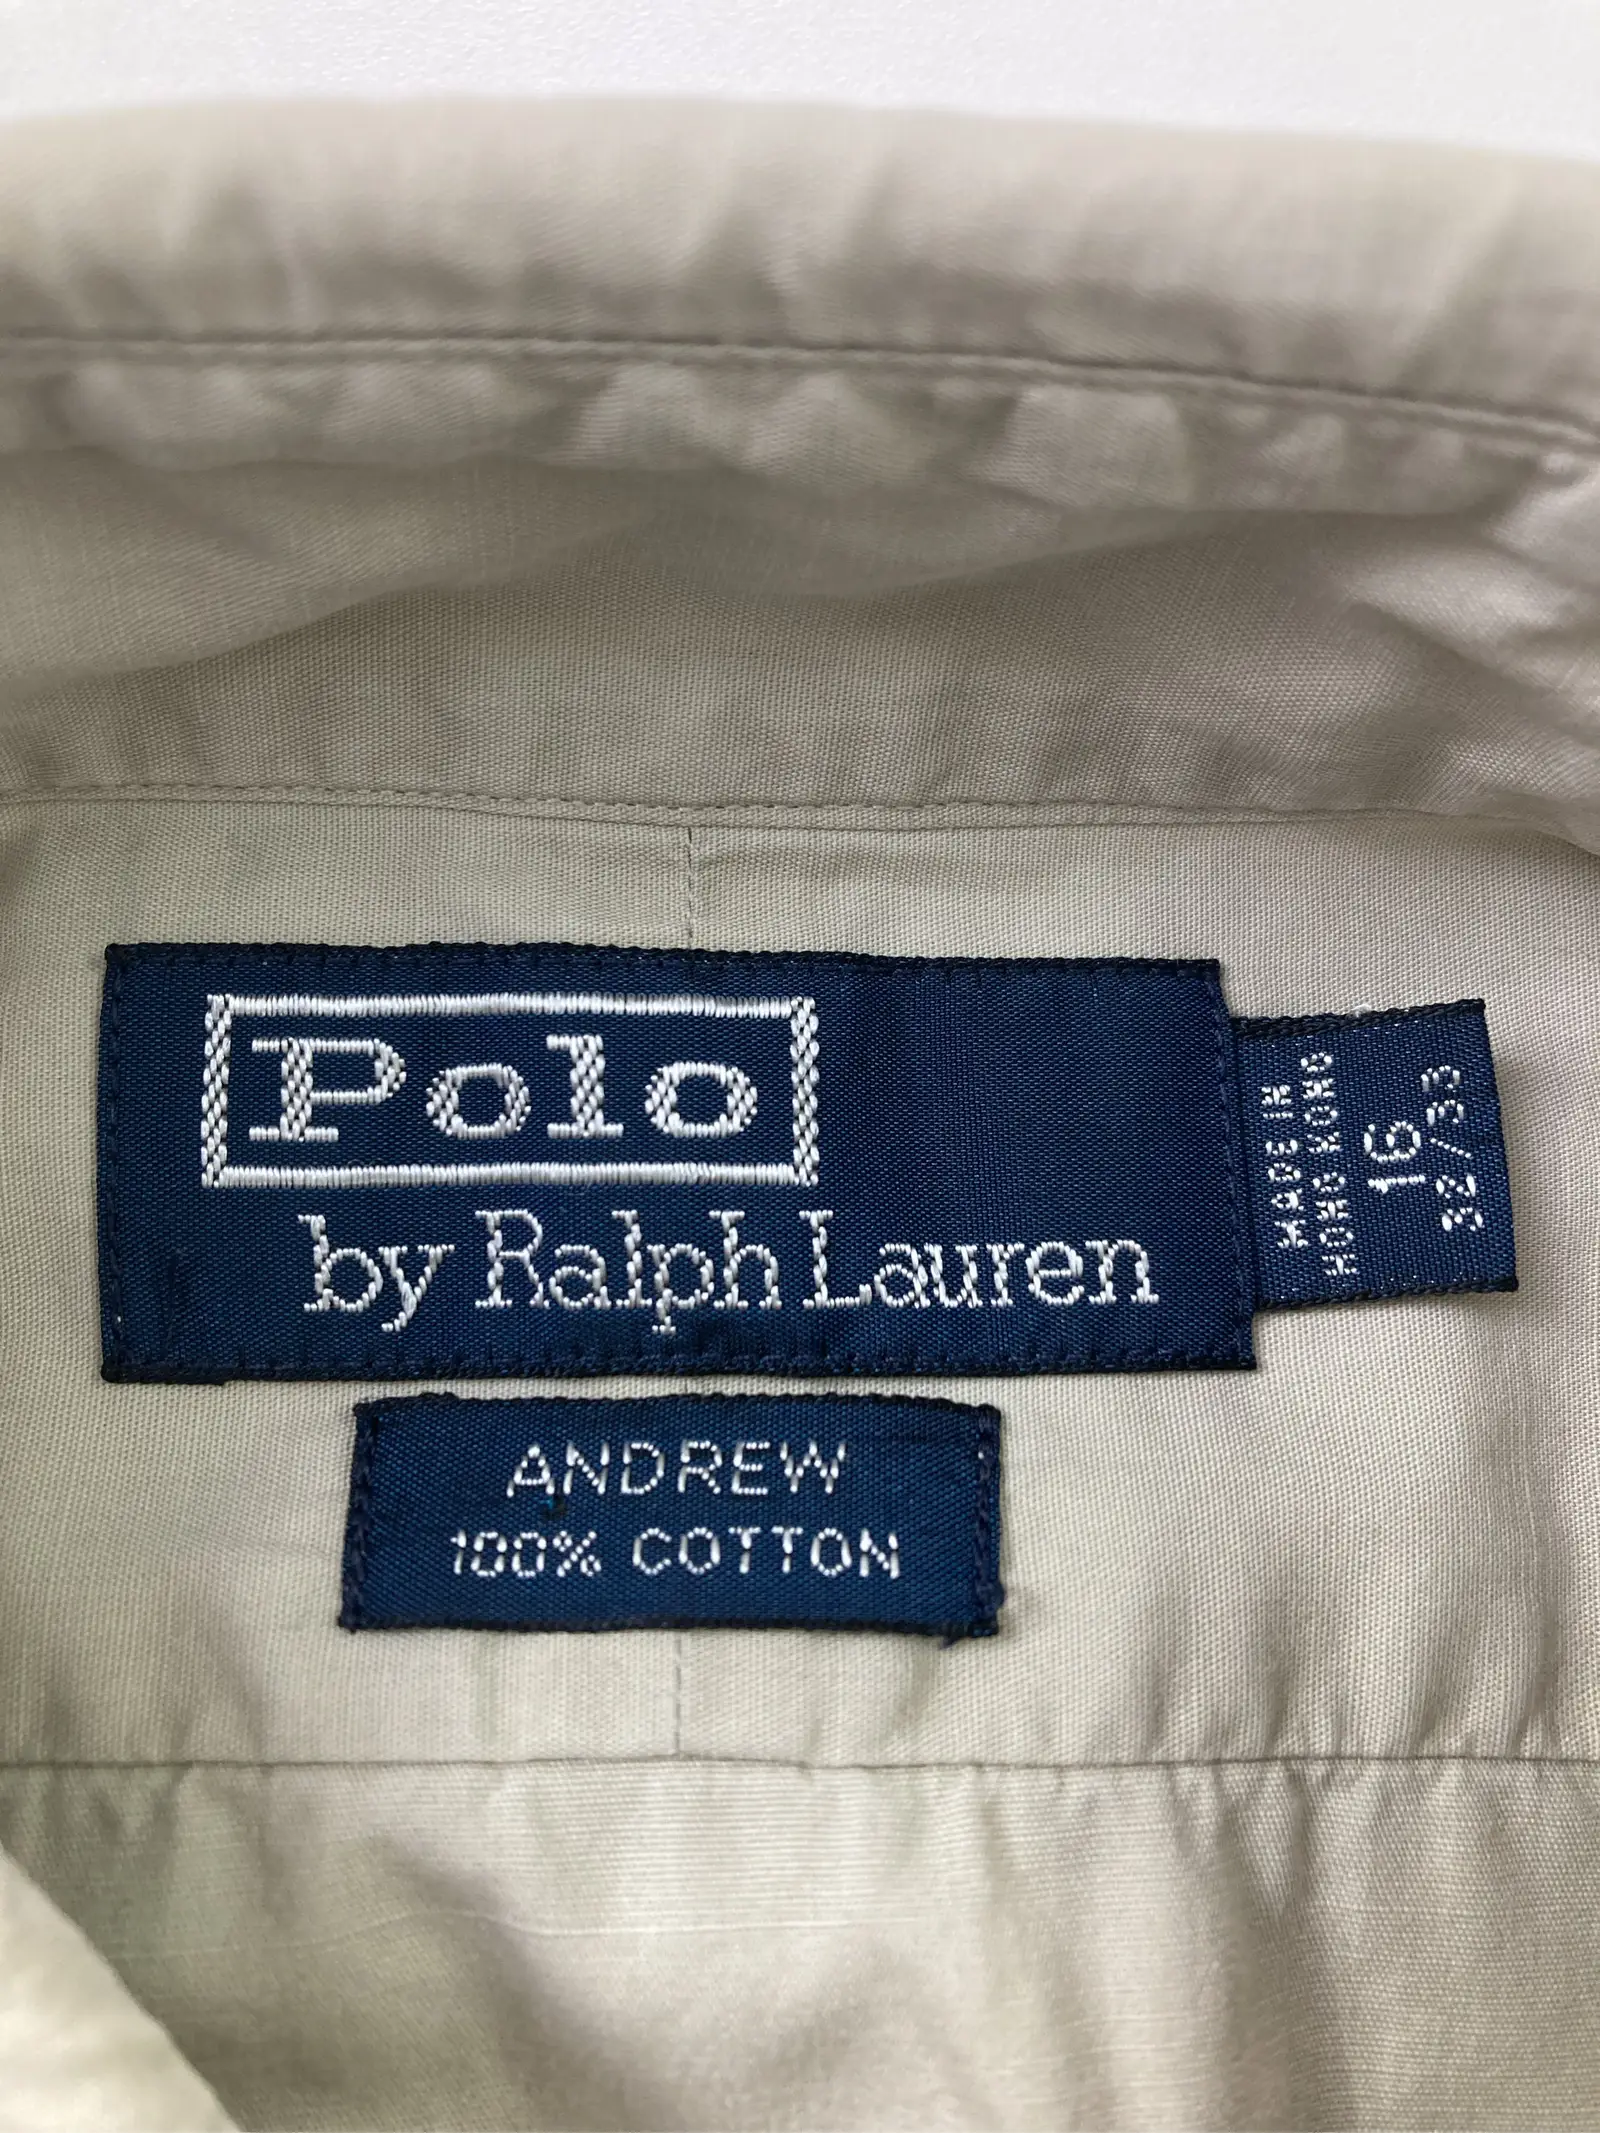 Polo
by Ralph Lauren
MADE IN
HONG KONG
16
32/33
ANDREW
100% COTTON